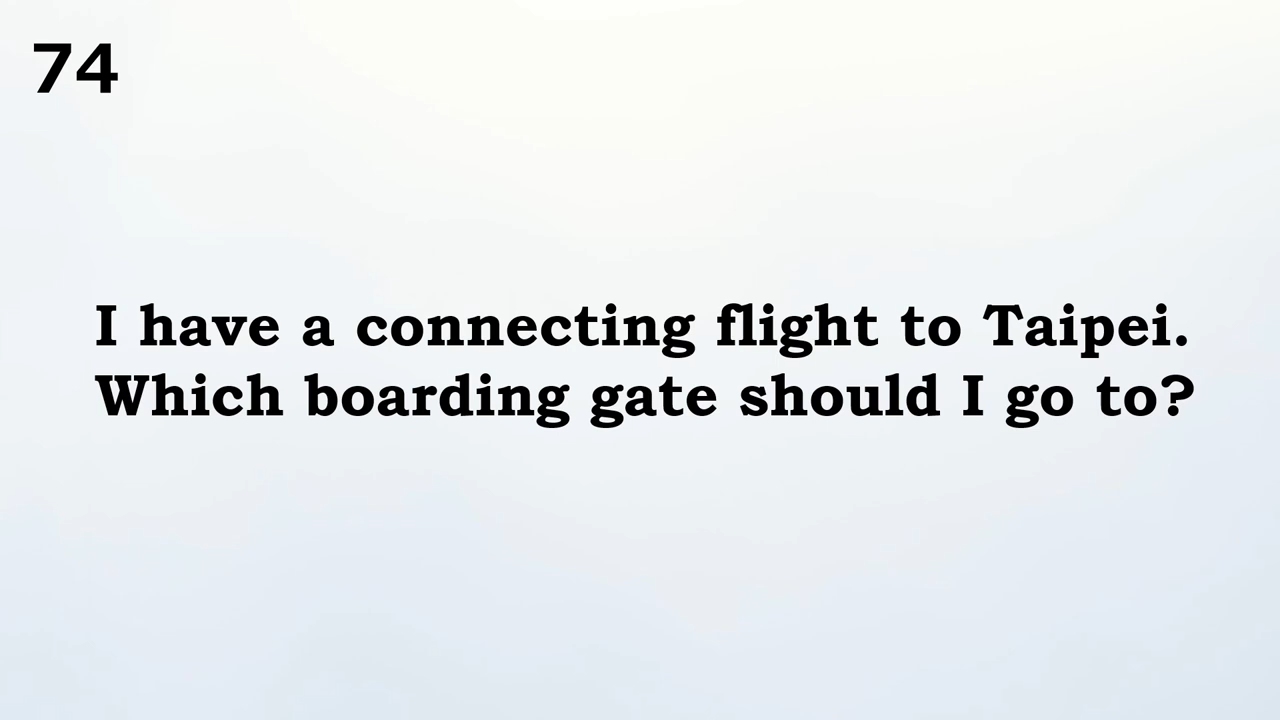 74
I have a connecting flight to Taipei.
Which boarding gate should I go to?